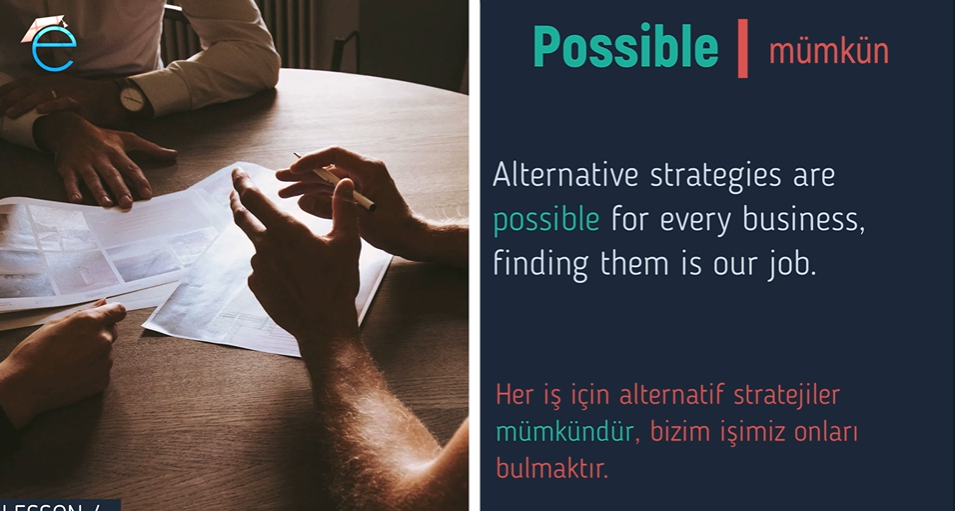 Possible | mümkün
Alternative strategies are
possible for every business,
finding them is our job.
Her iş için alternatif stratejiler
mümkündür, bizim işimiz onları
bulmaktır.
LESSON /